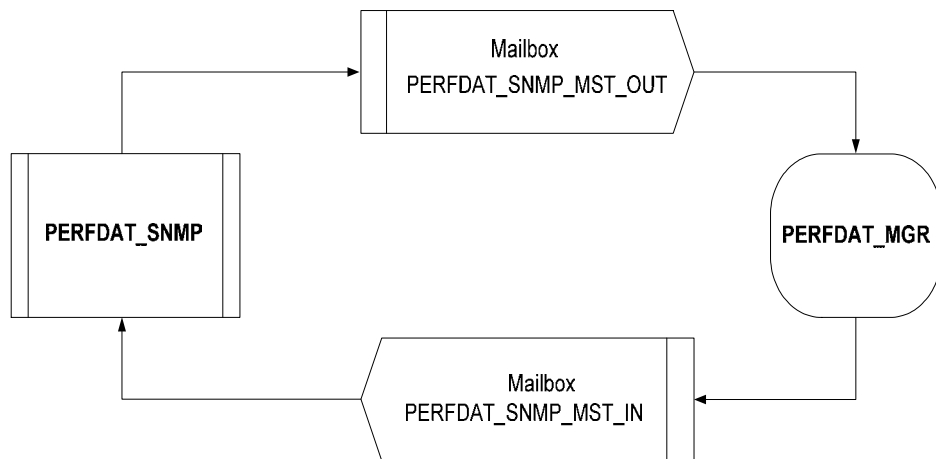 Mailbox
PERFDAT_SNMP_MST_OUT
PERFDAT_SNMP
PERFDAT_MGR
Mailbox
PERFDAT_SNMP_MST_IN